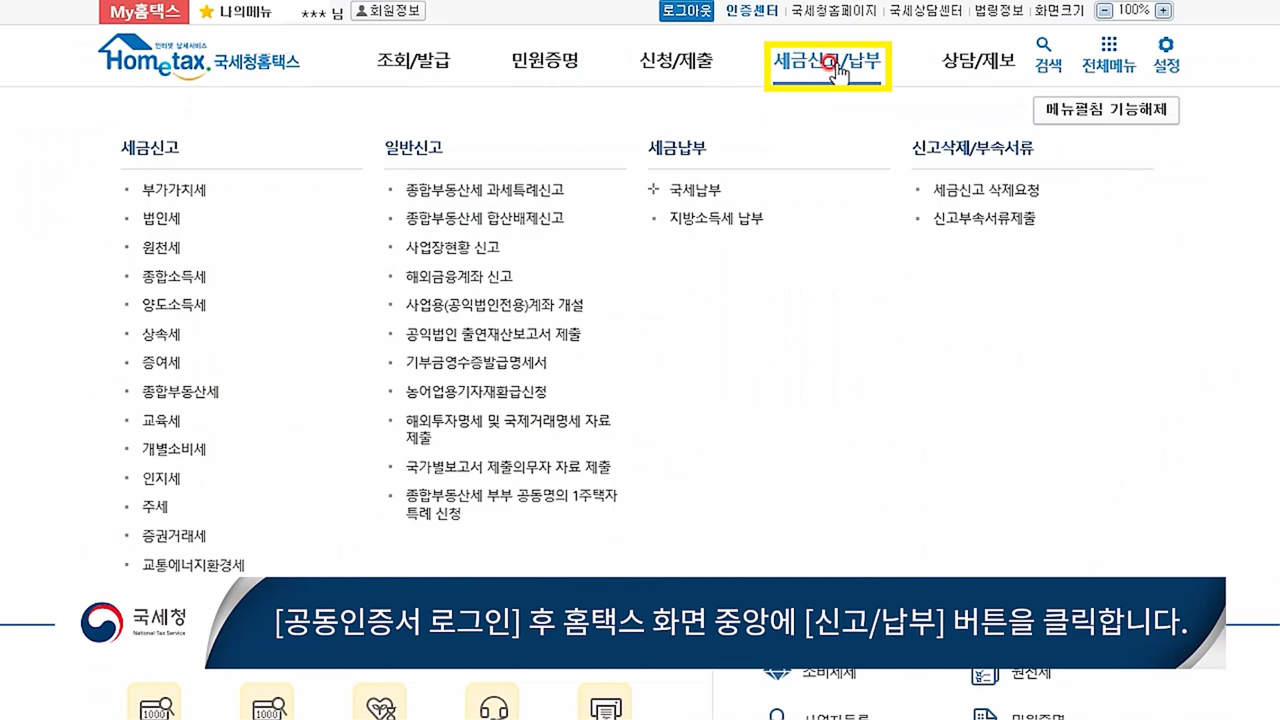 My홈택스 나의메뉴 *** 님 회원정보 로그아웃 인증센터 국세청홈페이지 국세상담센터 법령정보 화면크기 100%
인터넷 납세서비스
Hometax. 국세청홈택스
조회/발급 민원증명 신청/제출 세금신고/납부 상담/제보 검색 전체메뉴 설정
메뉴펼침 기능해제
세금신고
부가가치세
법인세
원천세
종합소득세
양도소득세
상속세
증여세
종합부동산세
교육세
개별소비세
인지세
주세
증권거래세
교통에너지환경세
일반신고
종합부동산세 과세특례신고
종합부동산세 합산배제신고
사업장현황 신고
해외금융계좌 신고
사업용(공익법인전용)계좌 개설
공익법인 출연재산보고서 제출
기부금영수증발급명세서
농어업용기자재환급신청
해외투자명세 및 국제거래명세 자료
제출
국가별보고서 제출의무자 자료 제출
종합부동산세 부부 공동명의 1주택자
특례 신청
세금납부
국세납부
지방소득세 납부
신고삭제/부속서류
세금신고 삭제요청
신고부속서류제출
국세청
National Tax Service
[공동인증서 로그인] 후 홈택스 화면 중앙에 [신고/납부] 버튼을 클릭합니다.
소비세제 원천세
1000 1000
사업자등록 민원증명